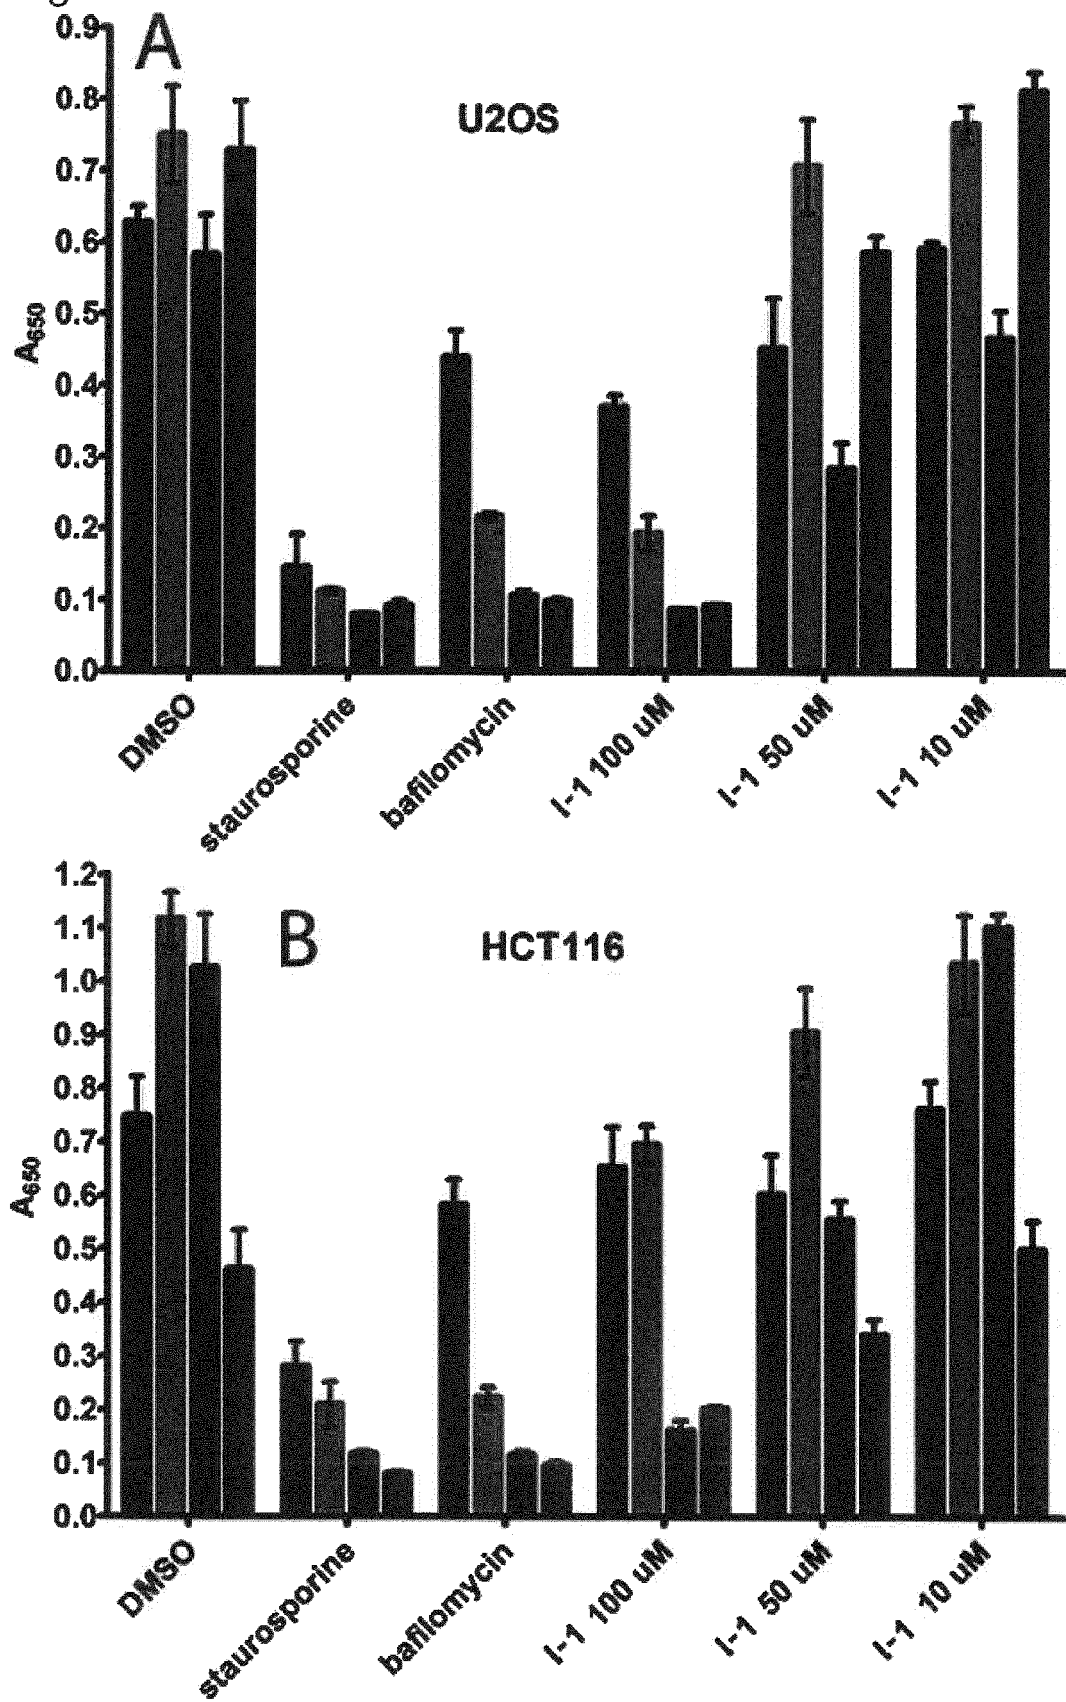 0.9
A
0.8
U2OS
0.7
0.6
0.5
A650
0.4
0.3
0.2
0.1
0.0
DMSO
staurosporine
bafilomycin
I-1 100 uM
I-1 50 uM
I-1 10 uM
1.2
1.1
B
HCT116
1.0
0.9
0.8
0.7
A650
0.6
0.5
0.4
0.3
0.2
0.1
0.0
DMSO
staurosporine
bafilomycin
I-1 100 uM
I-1 50 uM
I-1 10 uM